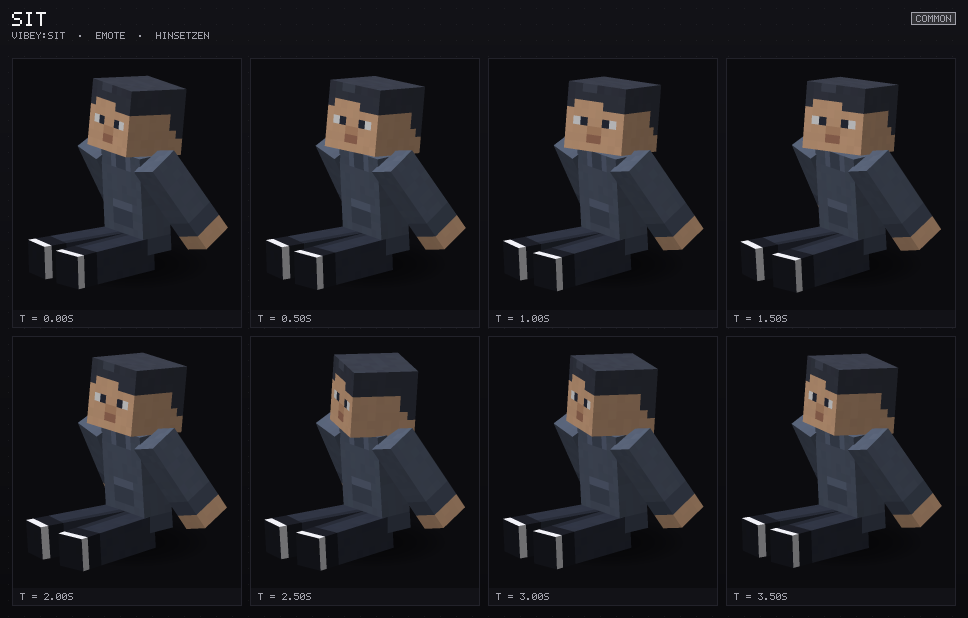 SIT
COMMON
VIBEY:SIT • EMOTE • HINSETZEN
T = 0.00S
T = 0.50S
T = 1.00S
T = 1.50S
T = 2.00S
T = 2.50S
T = 3.00S
T = 3.50S